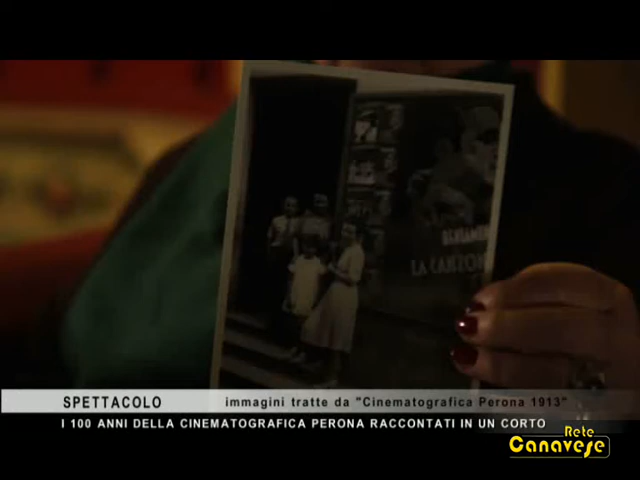 LA CANZON
SPETTACOLO
immagini tratte da "Cinematografica Perona 1913"
I 100 ANNI DELLA CINEMATOGRAFICA PERONA RACCONTATI IN UN CORTO
Rete
Canavese